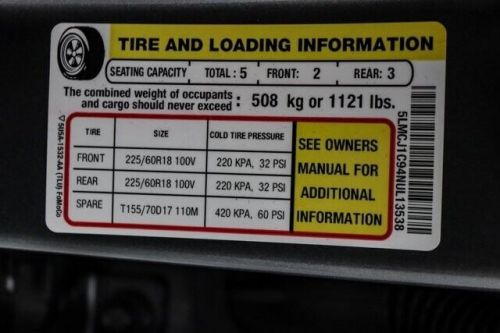 TIRE AND LOADING INFORMATION
SEATING CAPACITY TOTAL : 5 FRONT: 2 REAR: 3
The combined weight of occupants
and cargo should never exceed : 508 kg or 1121 lbs.
TIRE SIZE COLD TIRE PRESSURE
FRONT 225/60R18 100V 220 KPA, 32 PSI
REAR 225/60R18 100V 220 KPA, 32 PSI
SPARE T155/70D17 110M 420 KPA, 60 PSI
SEE OWNERS
MANUAL FOR
ADDITIONAL
INFORMATION
5LMCJ1C94NUL13538